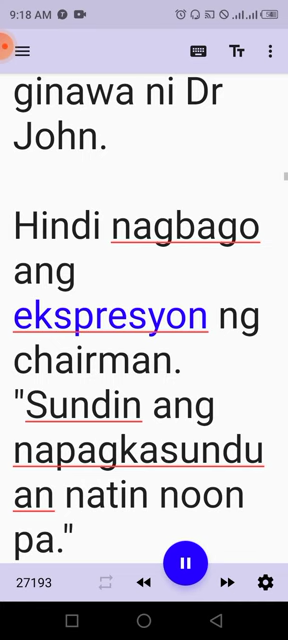 9:18 AM
Tт
ginawa ni Dr
John.
Hindi nagbago
ang
ekspresyon ng
chairman.
"Sundin ang
napagkasundu
an natin noon
pa."
27193